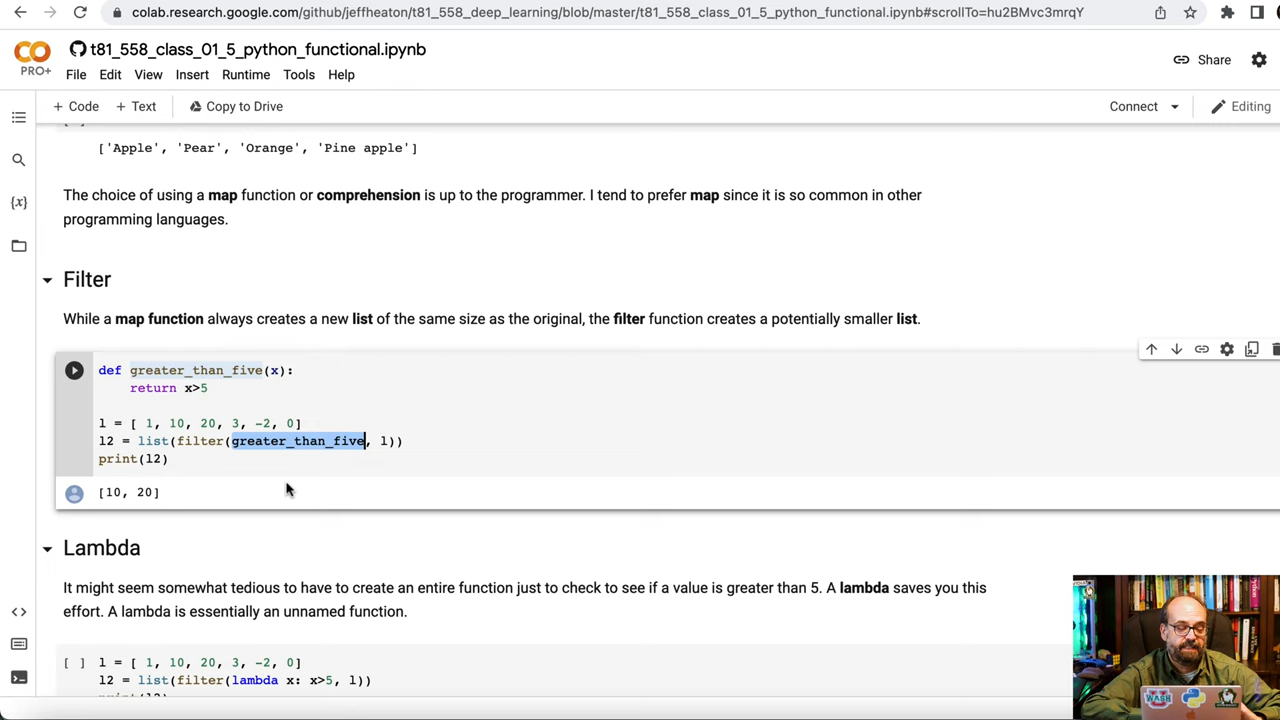 colab.research.google.com/github/jeffheaton/t81_558_deep_learning/blob/master/t81_558_class_01_5_python_functional.ipynb#scrollTo=hu2BMvc3mrqY
t81_558_class_01_5_python_functional.ipynb
PRO+
File Edit View Insert Runtime Tools Help
Share
+ Code + Text Copy to Drive
Connect Editing
['Apple', 'Pear', 'Orange', 'Pine apple']
The choice of using a map function or comprehension is up to the programmer. I tend to prefer map since it is so common in other
programming languages.
Filter
While a map function always creates a new list of the same size as the original, the filter function creates a potentially smaller list.
def greater_than_five(x):
return x>5
l = [ 1, 10, 20, 3, -2, 0]
l2 = list(filter(greater_than_five, l))
print(l2)
[10, 20]
Lambda
It might seem somewhat tedious to have to create an entire function just to check to see if a value is greater than 5. A lambda saves you this
effort. A lambda is essentially an unnamed function.
[ ] l = [ 1, 10, 20, 3, -2, 0]
l2 = list(filter(lambda x: x>5, l))
WASH